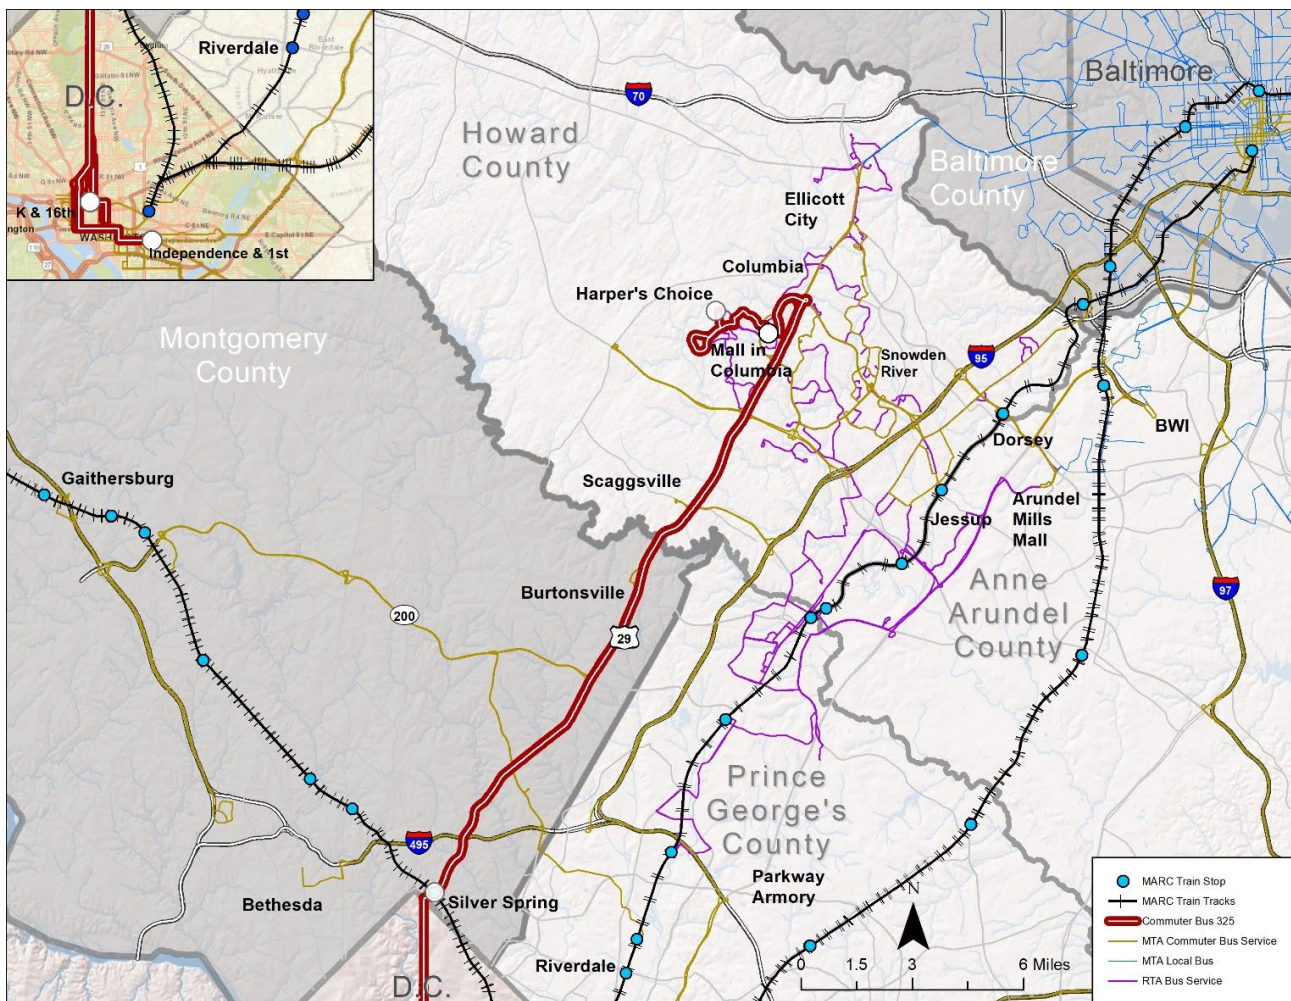 Riverdale
D.C.
K & 16th
Independence & 1st
70
Howard
County
Baltimore
Baltimore
County
Ellicott
City
Columbia
Harper's Choice
Mall in
Columbia
Snowden
River
95
Montgomery
County
Dorsey
BWI
Gaithersburg
Scaggsville
Jessup
Arundel
Mills
Mall
Burtonsville
200
29
Anne
Arundel
County
97
Prince
George's
County
495
Parkway
Armory
Bethesda
Silver Spring
Riverdale
D.C.
N
0 1.5 3 6 Miles
MARC Train Stop
MARC Train Tracks
Commuter Bus 325
MTA Commuter Bus Service
MTA Local Bus
RTA Bus Service